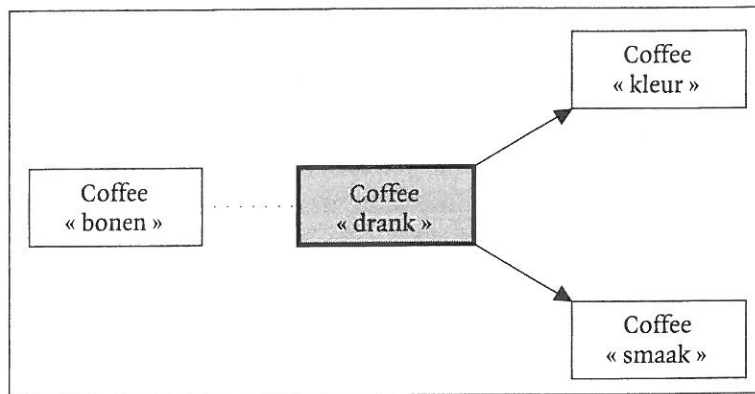 Coffee
« kleur »
Coffee
« bonen »
Coffee
« drank »
Coffee
« smaak »